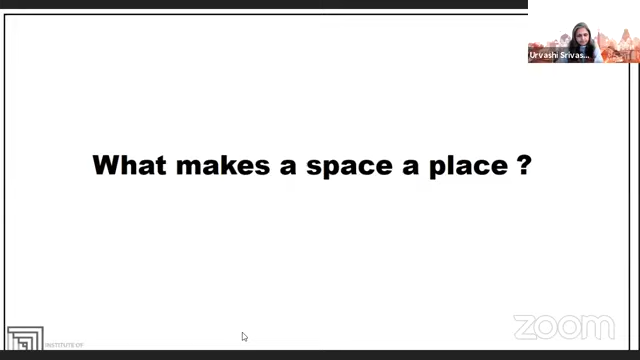 Urvashi Srivas...
What makes a space a place ?
INSTITUTE OF
zoom